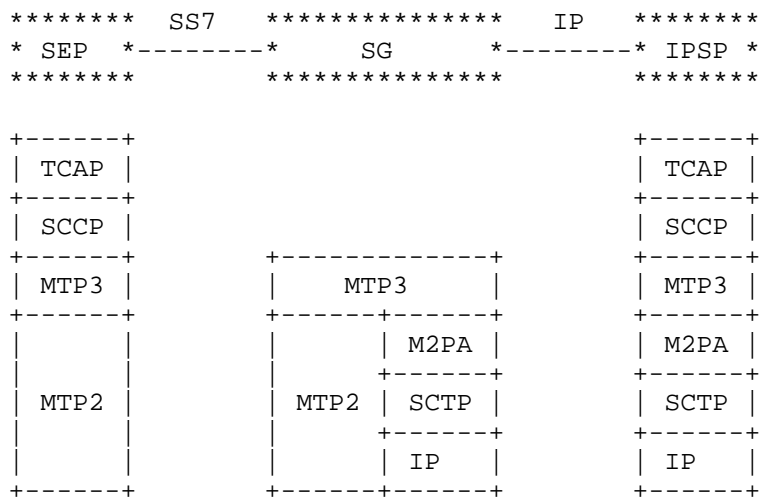 ******** SS7 *************** IP ********
* SEP *--------* SG *--------* IPSP *
******** *************** ********
+------+ +------+
| TCAP | | TCAP |
+------+ +------+
| SCCP | | SCCP |
+------+ +-------------+ +------+
| MTP3 | | MTP3 | | MTP3 |
+------+ +------+------+ +------+
| | | | M2PA | | M2PA |
| | | +------+ +------+
| MTP2 | | MTP2 | SCTP | | SCTP |
| | | +------+ +------+
| | | | IP | | IP |
+------+ +------+------+ +------+